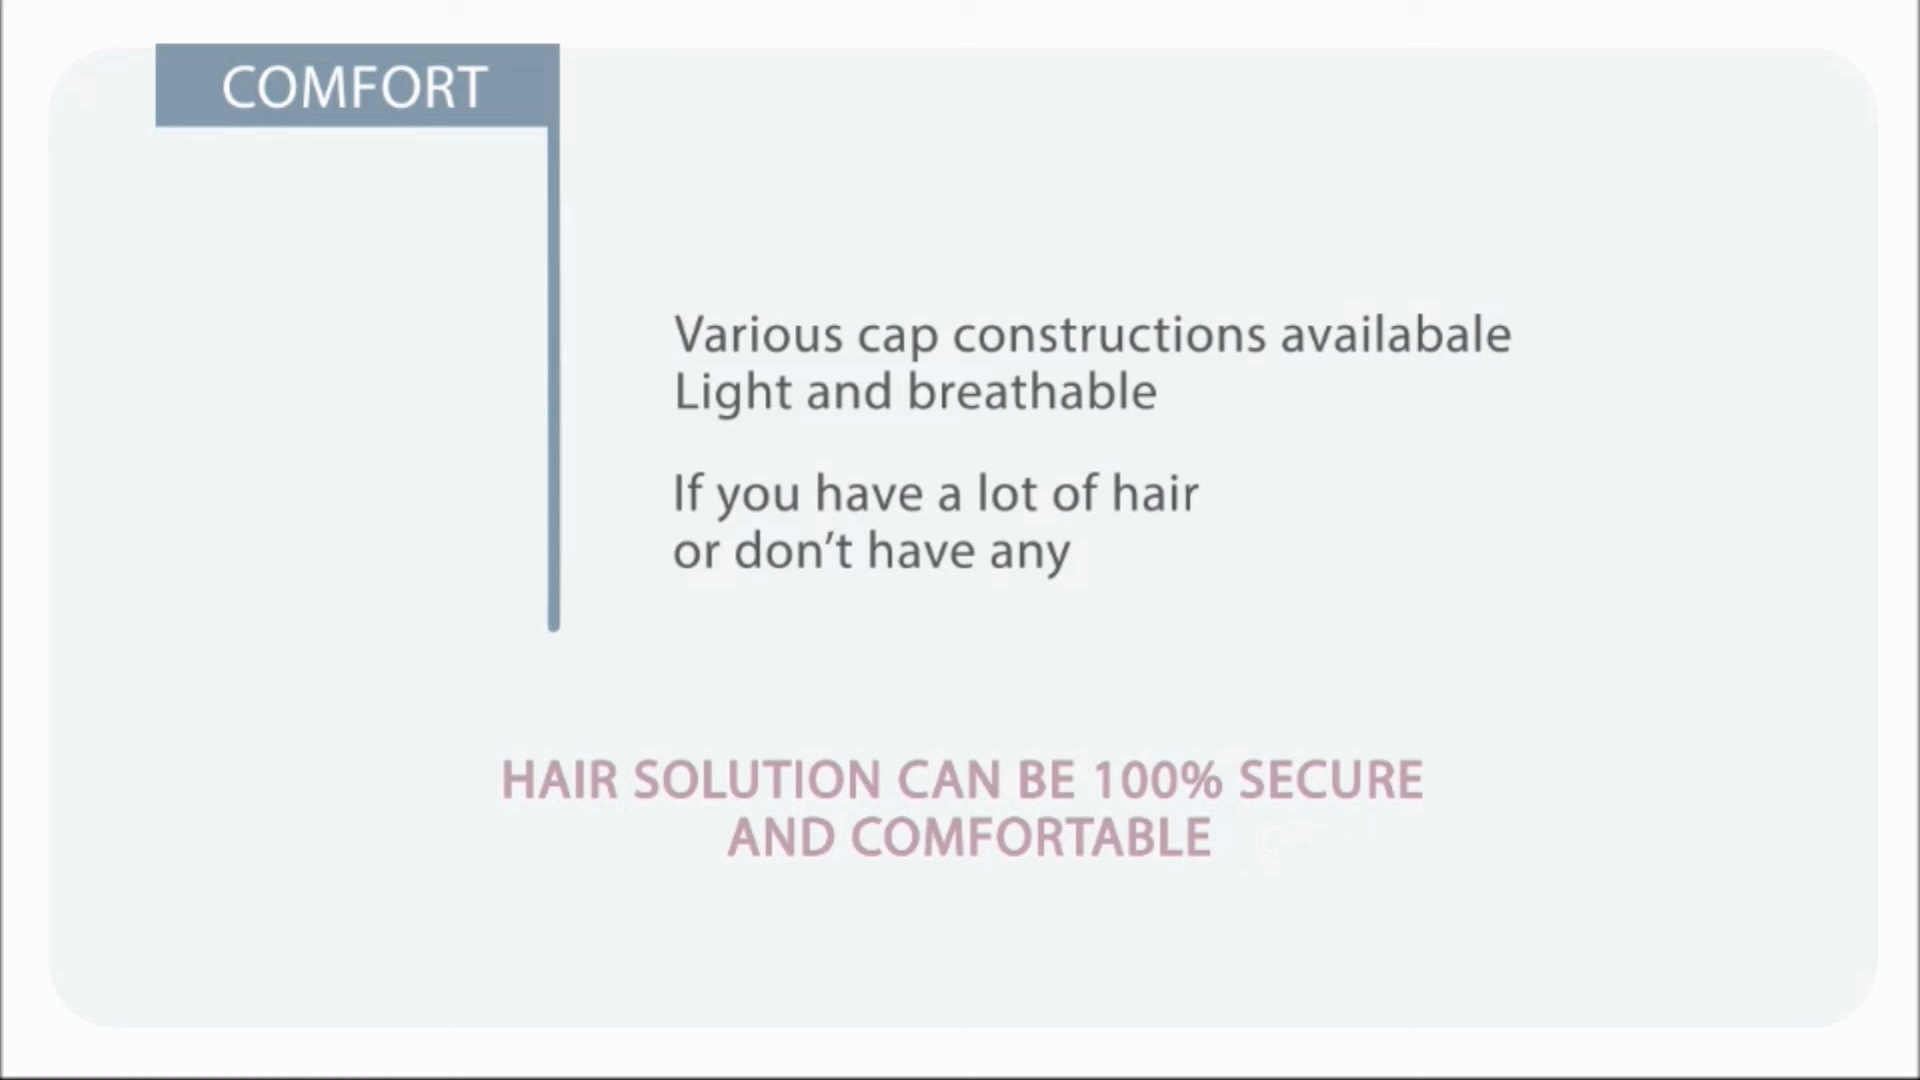 COMFORT
Various cap constructions availabale
Light and breathable
If you have a lot of hair
or don’t have any
HAIR SOLUTION CAN BE 100% SECURE
AND COMFORTABLE